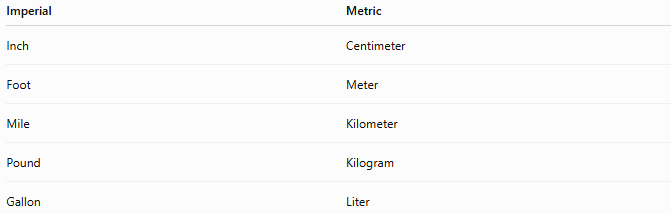 Imperial Metric
Inch Centimeter
Foot Meter
Mile Kilometer
Pound Kilogram
Gallon Liter